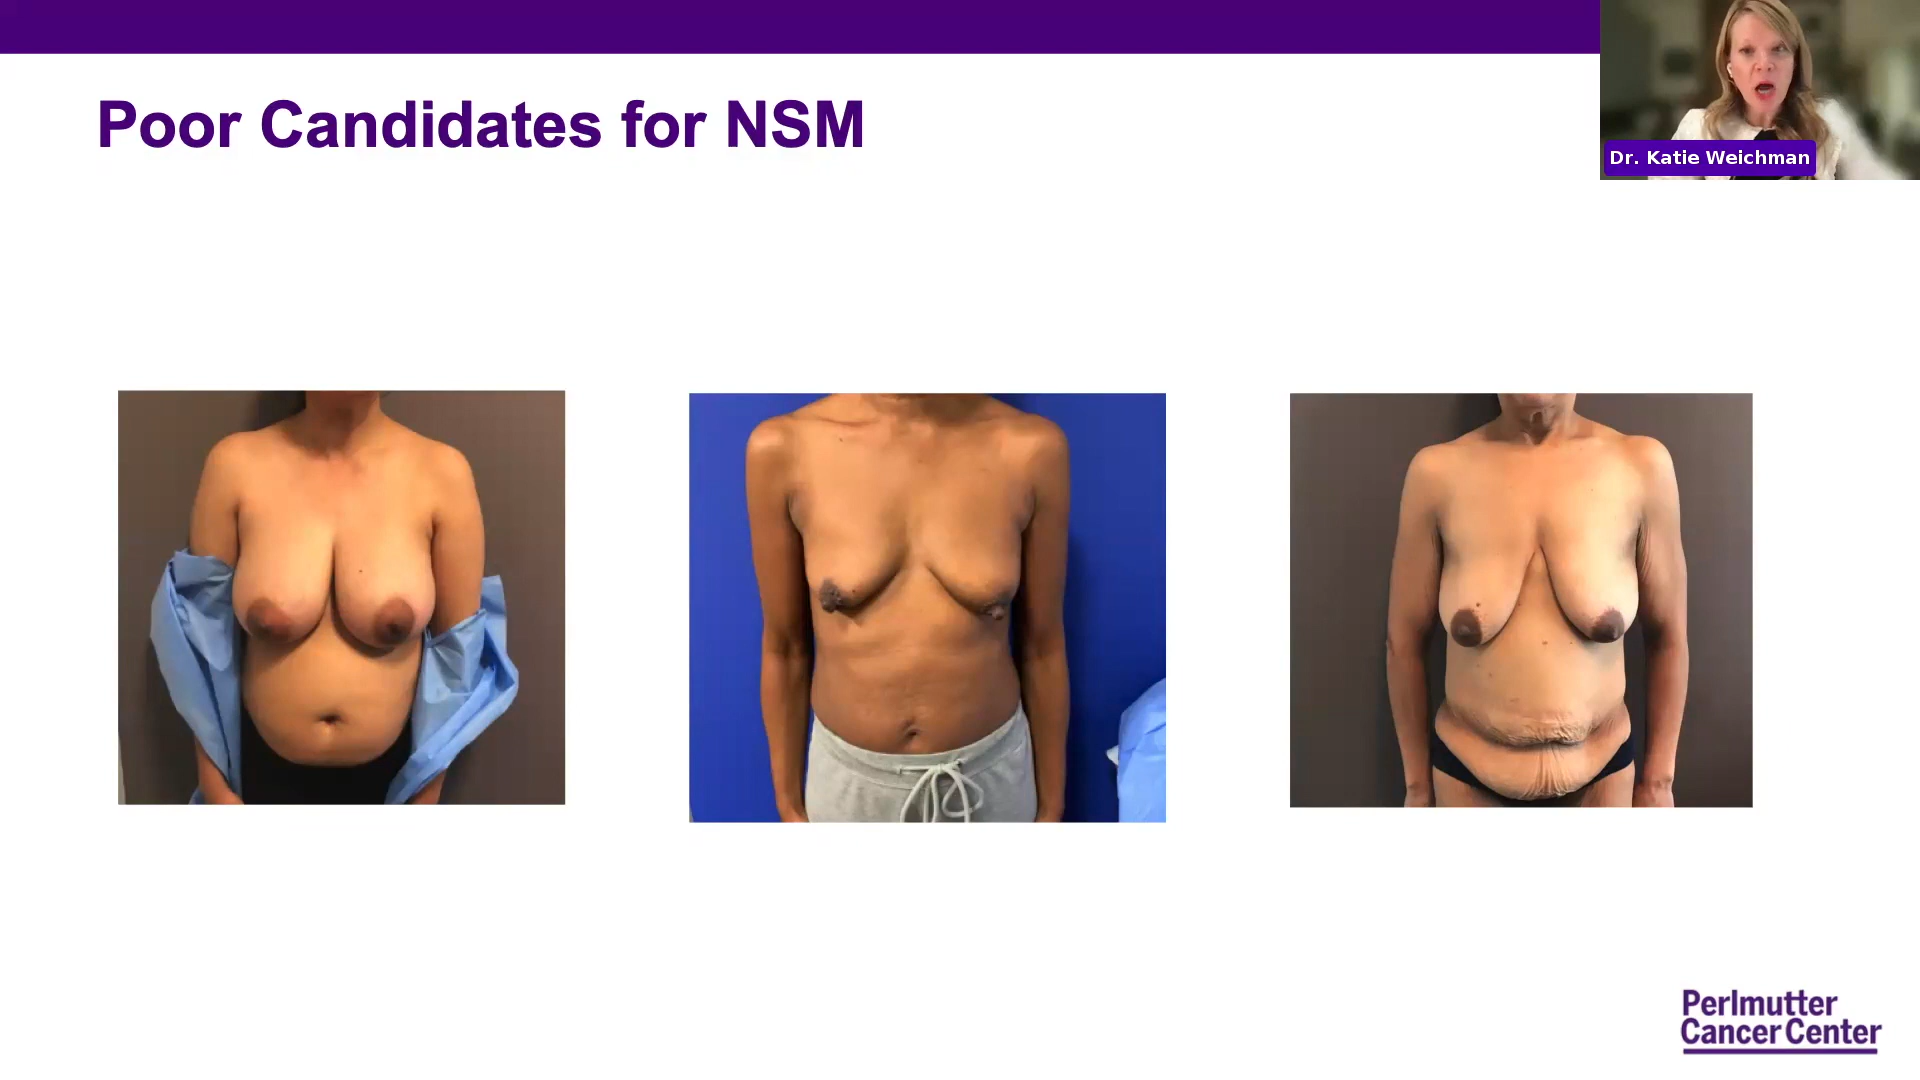 Poor Candidates for NSM
Dr. Katie Weichman
Perlmutter
Cancer Center